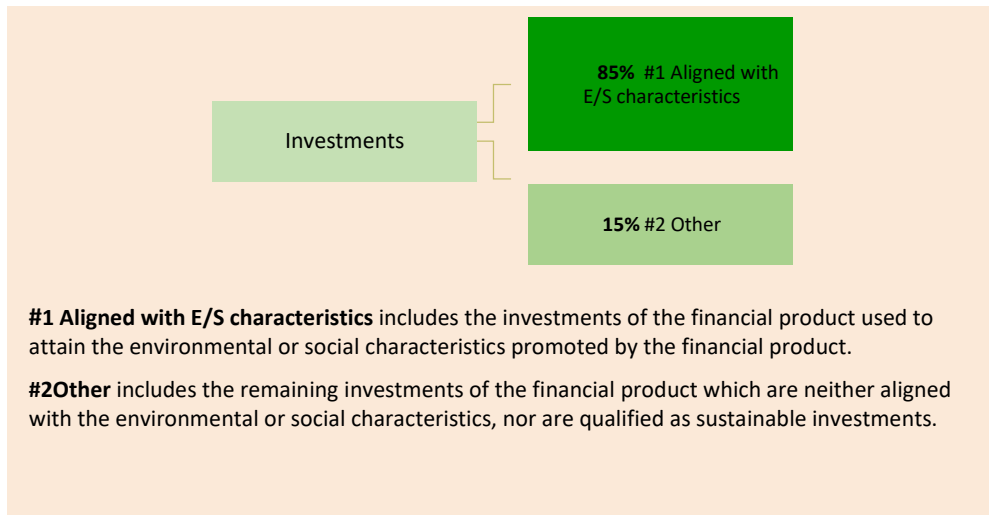 85% #1 Aligned with
E/S characteristics
Investments
15% #2 Other
#1 Aligned with E/S characteristics includes the investments of the financial product used to
attain the environmental or social characteristics promoted by the financial product.
#2Other includes the remaining investments of the financial product which are neither aligned
with the environmental or social characteristics, nor are qualified as sustainable investments.